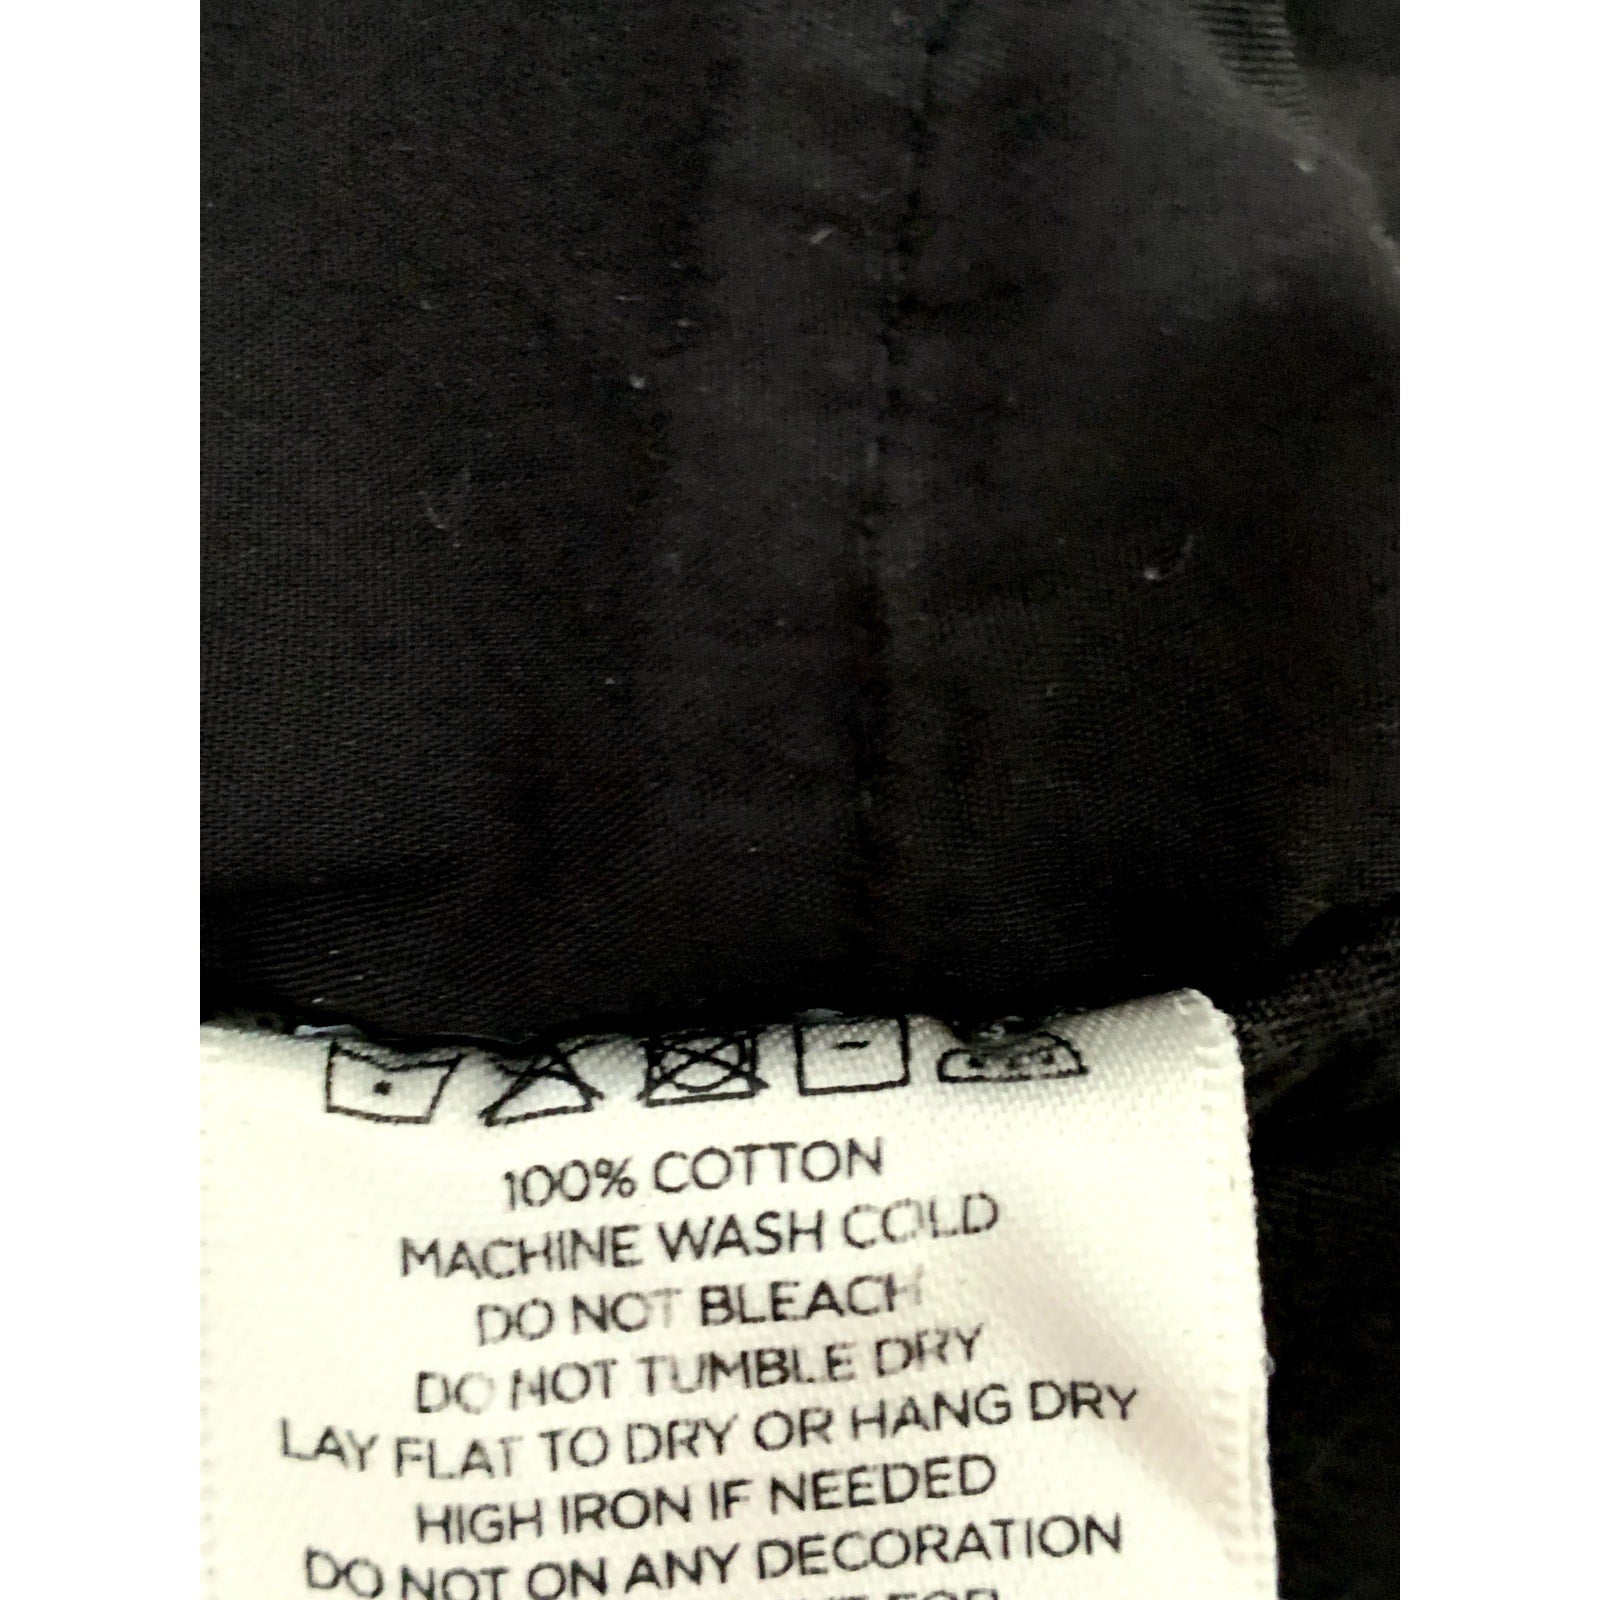 100% COTTON
MACHINE WASH COLD
DO NOT BLEACH
DO NOT TUMBLE DRY
LAY FLAT TO DRY OR HANG DRY
HIGH IRON IF NEEDED
DO NOT ON ANY DECORATION
FOR